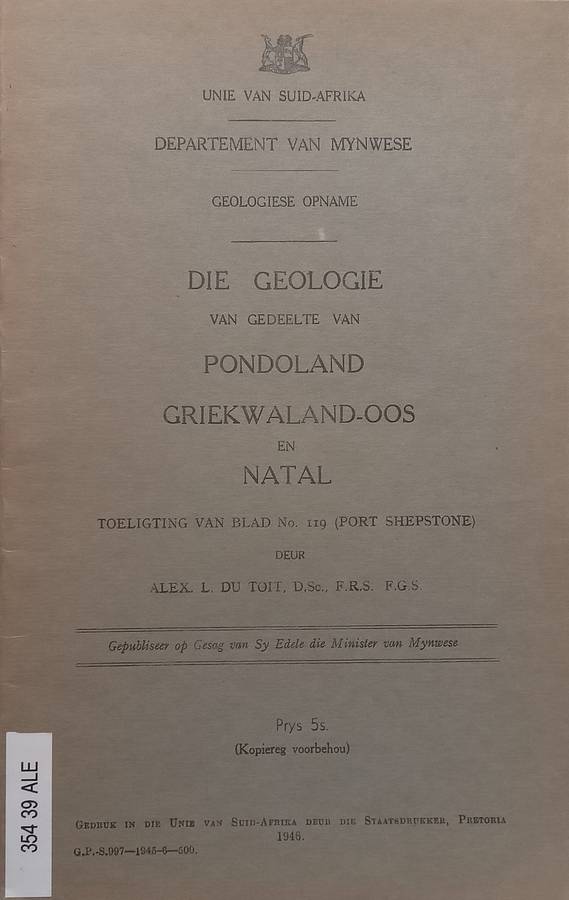 UNIE VAN SUID-AFRIKA
DEPARTEMENT VAN MYNWESE
GEOLOGIESE OPNAME
DIE GEOLOGIE
VAN GEDEELTE VAN
PONDOLAND
GRIEKWALAND-OOS
EN
NATAL
TOELIGTING VAN BLAD No. 119 (PORT SHEPSTONE)
DEUR
ALEX. L. DU TOIT, D.Sc., F.R.S. F.G.S.
Gepubliseer op Gesag van Sy Edele die Minister van Mynwese
Prys 5s.
(Kopiereg voorbehou)
GEDRUK IN DIE UNIE VAN SUID-AFRIKA DEUR DIE STAATSDRUKKER, PRETORIA
1946.
G.P.-S.997—1945-6—500.
354 39 ALE